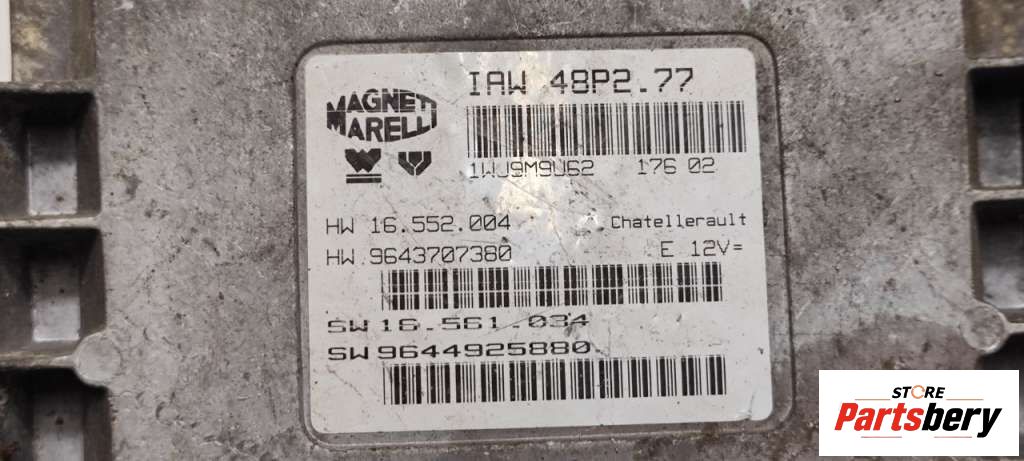 IAW 48P2.77
MAGNETI
MARELLI
1WJ9M9U62 176 02
HW 16.552.004 Chatellerault
HW 9643707380 E 12V=
SW 16.561.034
SW 9644925880
STORE
Partsbery